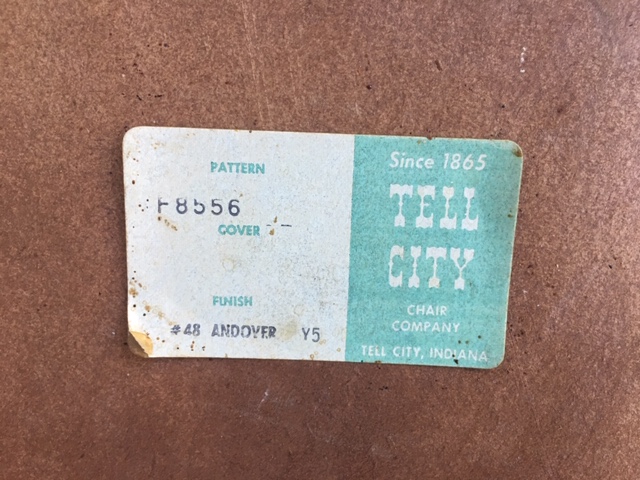 PATTERN
F8556
COVER --
FINISH
#48 ANDOVER Y5
Since 1865
TELL
CITY
CHAIR
COMPANY
TELL CITY, INDIANA